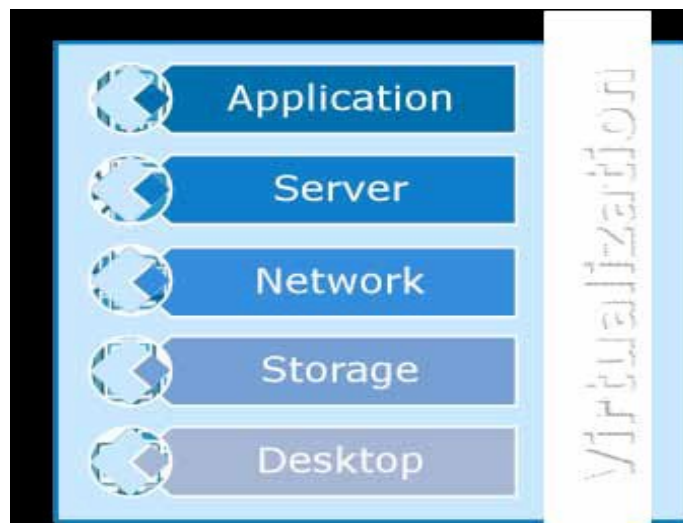 Application
Server
Network
Storage
Desktop
Virtualization